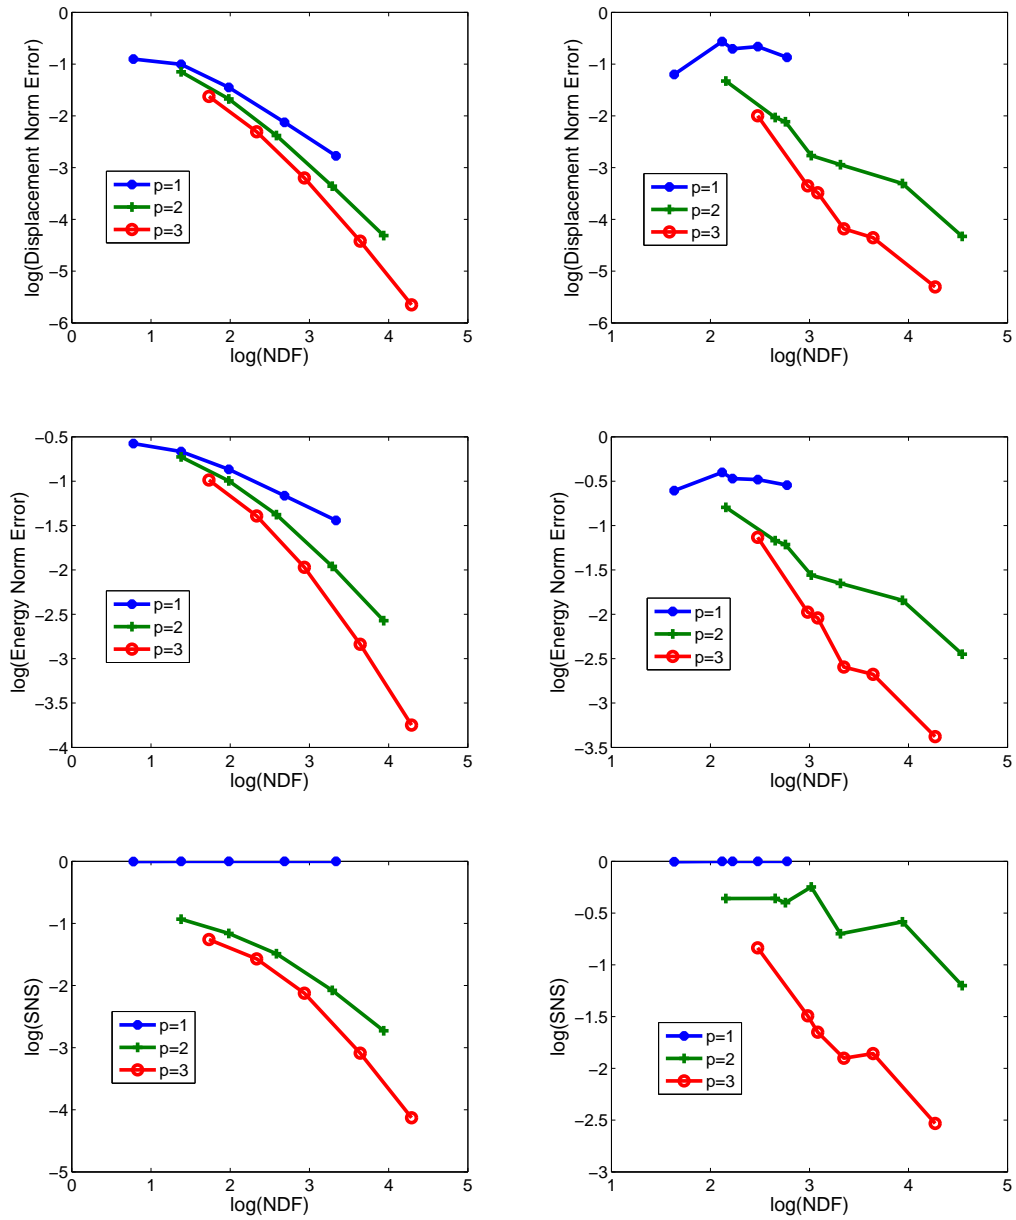 0
−1
−2
−3
−4
−5
−6
log(Displacement Norm Error)
p=1
p=2
p=3
0 1 2 3 4 5
log(NDF)
0
−1
−2
−3
−4
−5
−6
log(Displacement Norm Error)
p=1
p=2
p=3
1 2 3 4 5
log(NDF)
−0.5
−1
−1.5
−2
−2.5
−3
−3.5
−4
log(Energy Norm Error)
p=1
p=2
p=3
0 1 2 3 4 5
log(NDF)
0
−0.5
−1
−1.5
−2
−2.5
−3
−3.5
log(Energy Norm Error)
p=1
p=2
p=3
1 2 3 4 5
log(NDF)
0
−1
−2
−3
−4
−5
log(SNS)
p=1
p=2
p=3
0 1 2 3 4 5
log(NDF)
0
−0.5
−1
−1.5
−2
−2.5
−3
log(SNS)
p=1
p=2
p=3
1 2 3 4 5
log(NDF)